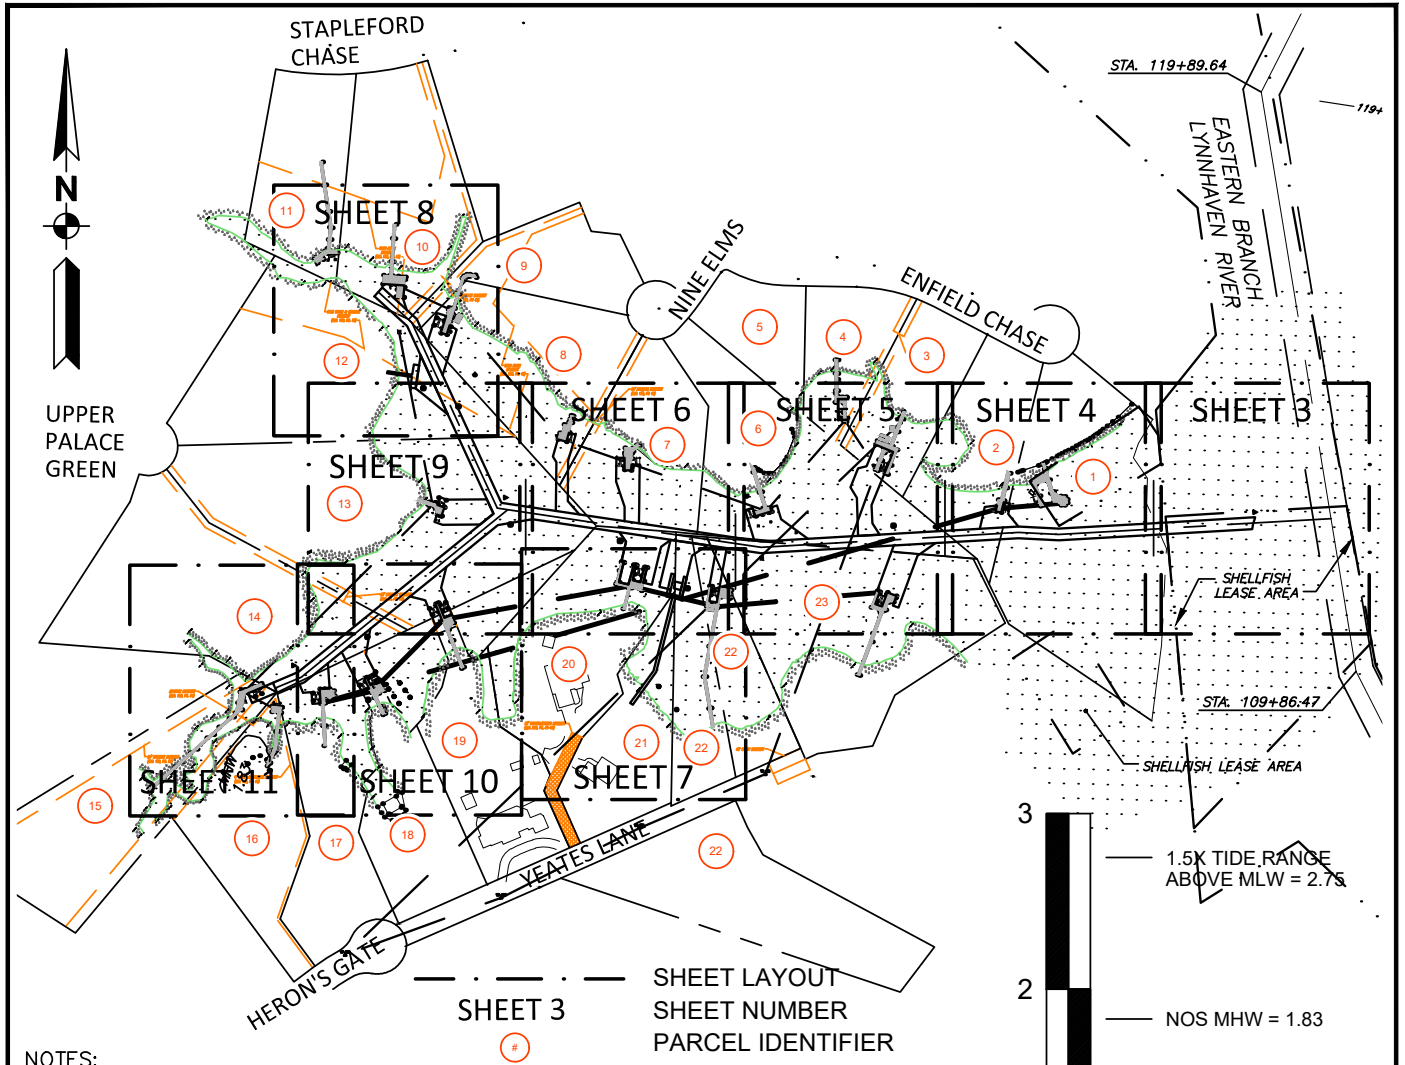 STAPLEFORD
CHASE
STA. 119+89.64
119+
EASTERN BRANCH
LYNNHAVEN RIVER
N
11
SHEET 8
10
9
NINE ELMS
ENFIELD CHASE
5
4
3
8
12
UPPER
PALACE
GREEN
SHEET 6
SHEET 5
SHEET 4
SHEET 3
7
6
2
1
SHEET 9
13
SHELLFISH
LEASE AREA
14
23
22
20
STA. 109+86.47
19
21
22
SHELLFISH LEASE AREA
SHEET 11
SHEET 10
SHEET 7
15
16
17
18
YEATES LANE
22
3
1.5X TIDE RANGE
ABOVE MLW = 2.75
HERON'S GATE
SHEET LAYOUT
SHEET 3
SHEET NUMBER
#
PARCEL IDENTIFIER
2
NOS MHW = 1.83
NOTES: